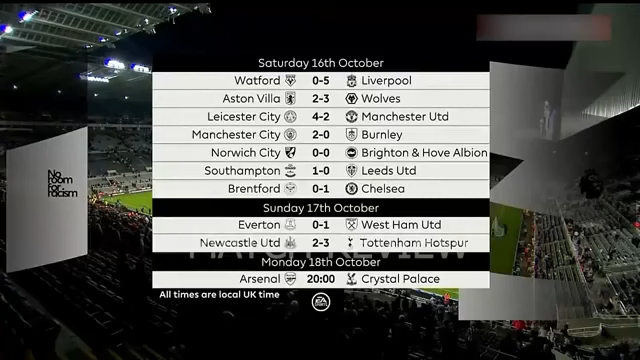 Saturday 16th October
Watford 0-5 Liverpool
Aston Villa 2-3 Wolves
Leicester City 4-2 Manchester Utd
Manchester City 2-0 Burnley
Norwich City 0-0 Brighton & Hove Albion
Southampton 1-0 Leeds Utd
Brentford 0-1 Chelsea
Sunday 17th October
Everton 0-1 West Ham Utd
Newcastle Utd 2-3 Tottenham Hotspur
Monday 18th October
Arsenal 20:00 Crystal Palace
All times are local UK time
EA
No
room
for
racism